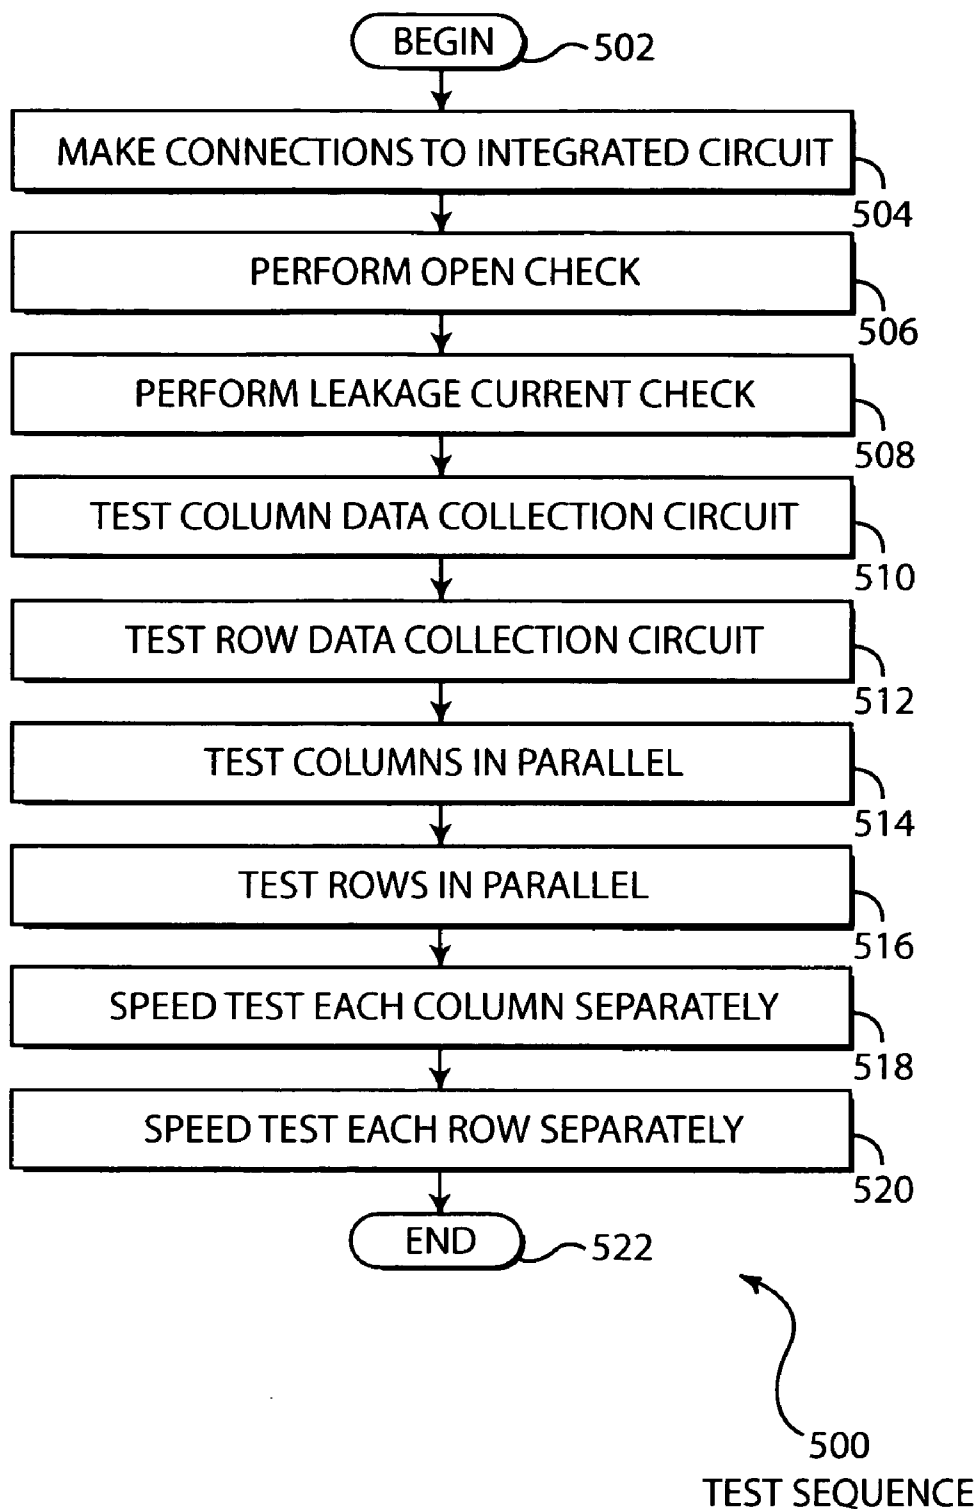 BEGIN
502
MAKE CONNECTIONS TO INTEGRATED CIRCUIT
504
PERFORM OPEN CHECK
506
PERFORM LEAKAGE CURRENT CHECK
508
TEST COLUMN DATA COLLECTION CIRCUIT
510
TEST ROW DATA COLLECTION CIRCUIT
512
TEST COLUMNS IN PARALLEL
514
TEST ROWS IN PARALLEL
516
SPEED TEST EACH COLUMN SEPARATELY
518
SPEED TEST EACH ROW SEPARATELY
520
END
522
500
TEST SEQUENCE